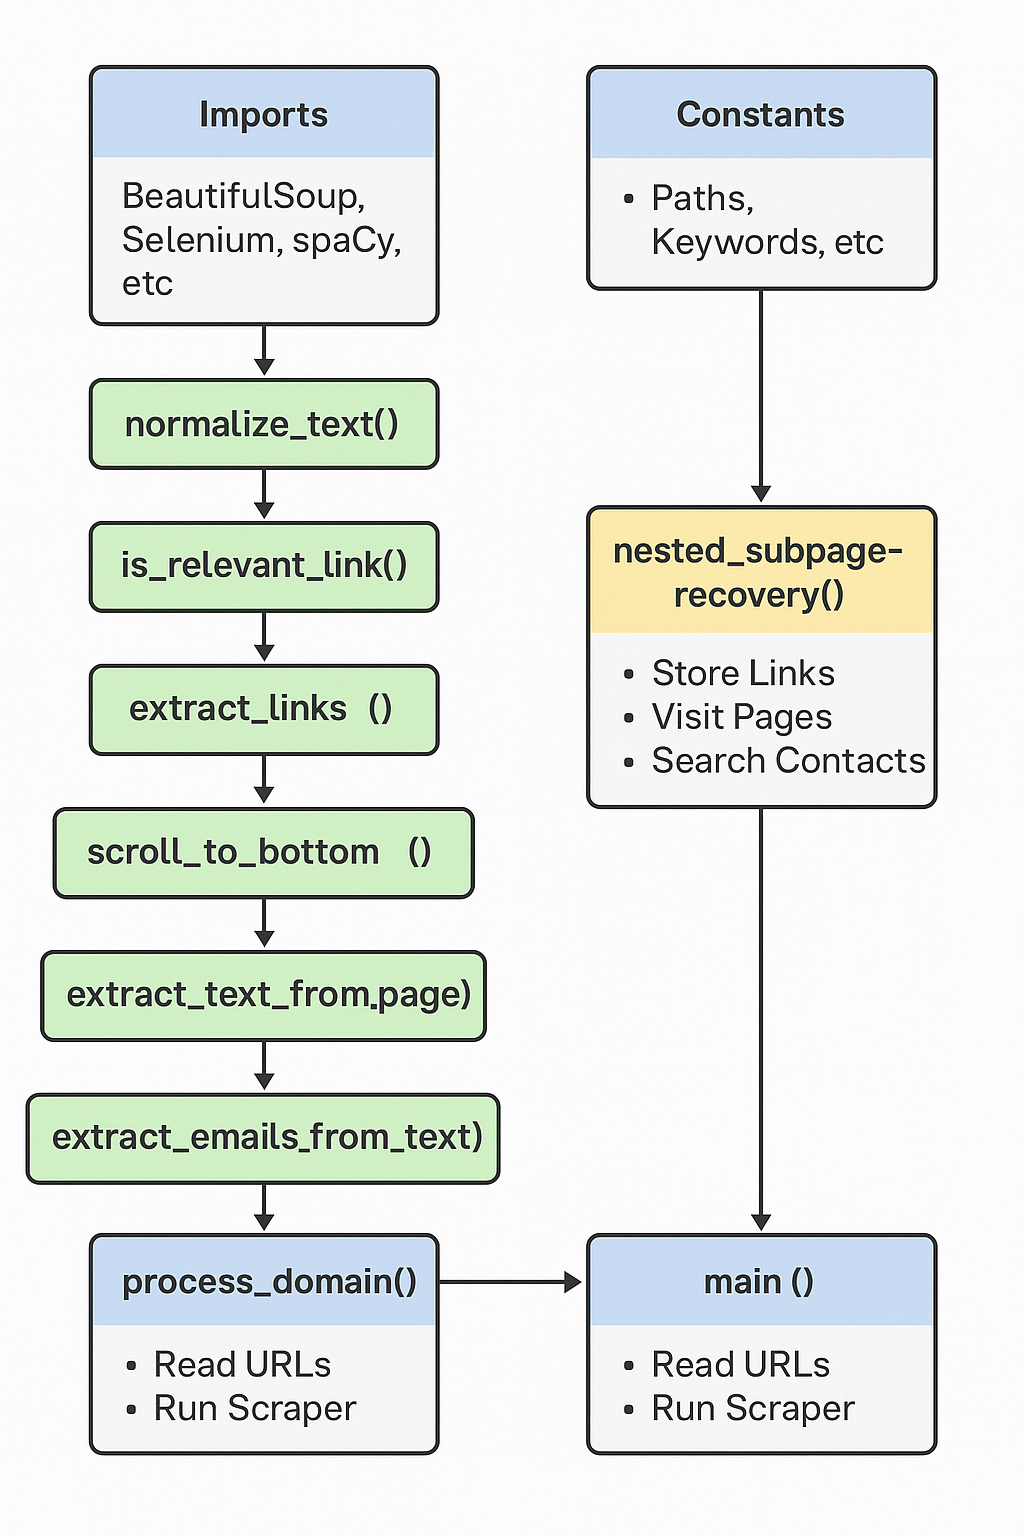 Imports
BeautifulSoup,
Selenium, spaCy,
etc
normalize_text()
is_relevant_link()
extract_links ()
scroll_to_bottom ()
extract_text_from.page)
extract_emails_from_text)
process_domain()
• Read URLs
• Run Scraper
Constants
• Paths,
Keywords, etc
nested_subpage-
recovery()
• Store Links
• Visit Pages
• Search Contacts
main ()
• Read URLs
• Run Scraper